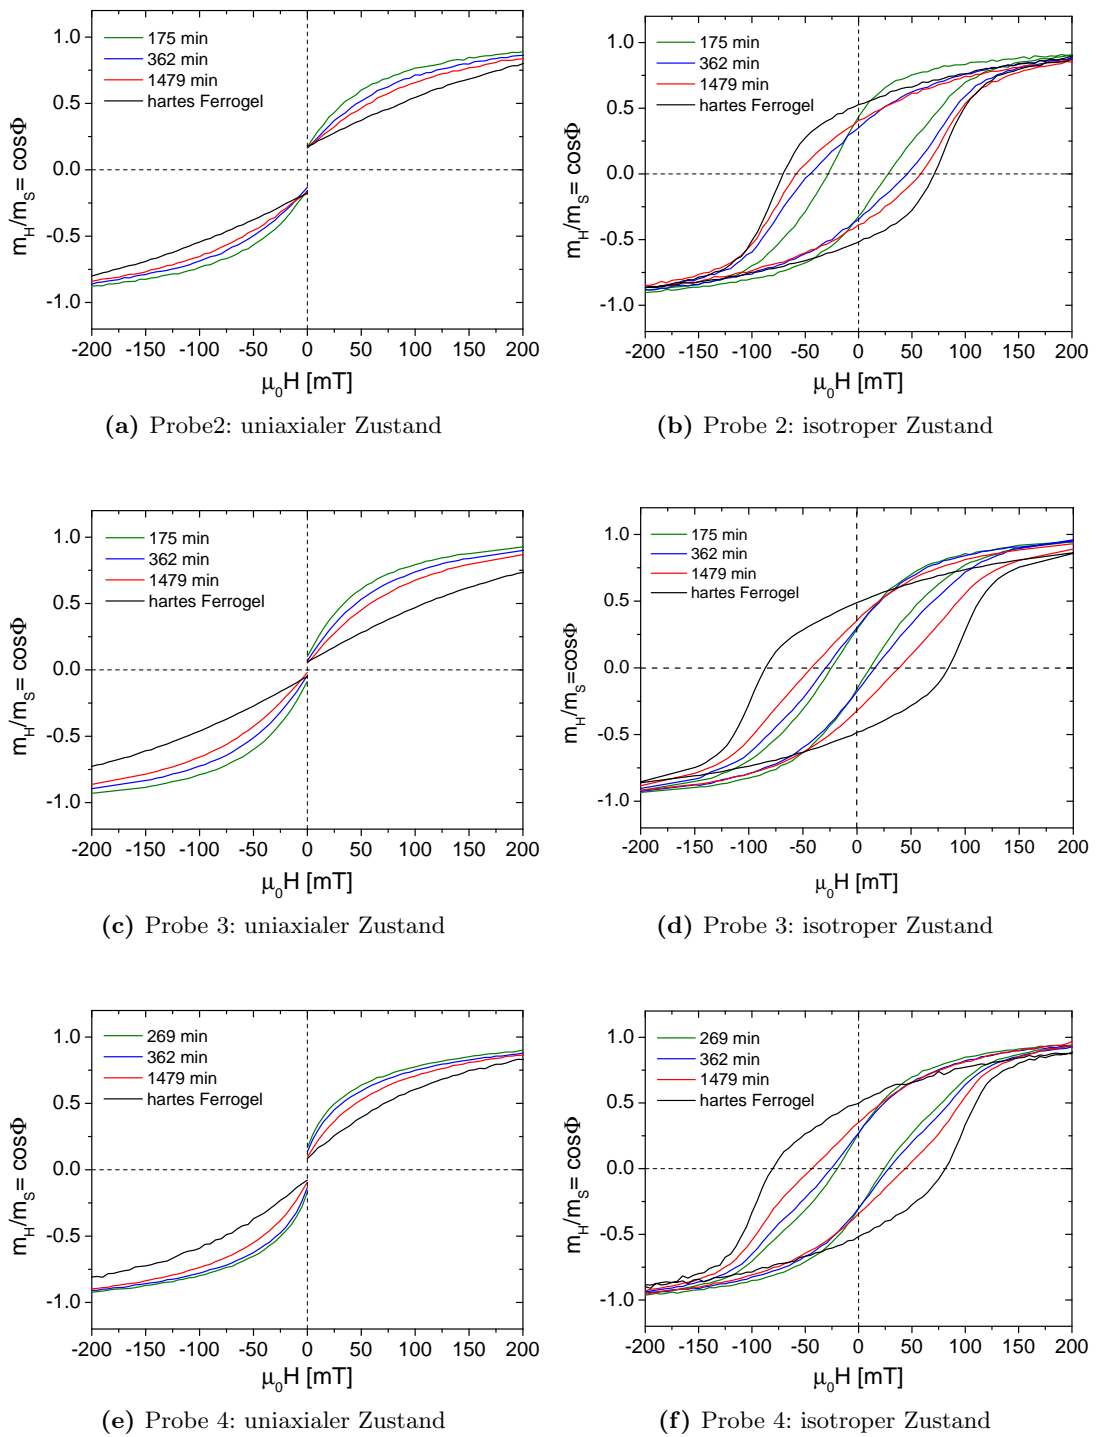 1.0
0.5
0.0
-0.5
-1.0
m_H/m_S= cosΦ
175 min
362 min
1479 min
hartes Ferrogel
-200 -150 -100 -50 0 50 100 150 200
μ₀H [mT]
(a) Probe2: uniaxialer Zustand
1.0
0.5
0.0
-0.5
-1.0
m_H/m_S= cosΦ
175 min
362 min
1479 min
hartes Ferrogel
-200 -150 -100 -50 0 50 100 150 200
μ₀H [mT]
(b) Probe 2: isotroper Zustand
1.0
0.5
0.0
-0.5
-1.0
m_H/m_S= cosΦ
175 min
362 min
1479 min
hartes Ferrogel
-200 -150 -100 -50 0 50 100 150 200
μ₀H [mT]
(c) Probe 3: uniaxialer Zustand
1.0
0.5
0.0
-0.5
-1.0
m_H/m_S=cosΦ
175 min
362 min
1479 min
hartes Ferrogel
-200 -150 -100 -50 0 50 100 150 200
μ₀H [mT]
(d) Probe 3: isotroper Zustand
1.0
0.5
0.0
-0.5
-1.0
m_H/m_S= cosΦ
269 min
362 min
1479 min
hartes Ferrogel
-200 -150 -100 -50 0 50 100 150 200
μ₀H [mT]
(e) Probe 4: uniaxialer Zustand
1.0
0.5
0.0
-0.5
-1.0
m_H/m_S= cosΦ
269 min
362 min
1479 min
hartes Ferrogel
-200 -150 -100 -50 0 50 100 150 200
μ₀H [mT]
(f) Probe 4: isotroper Zustand